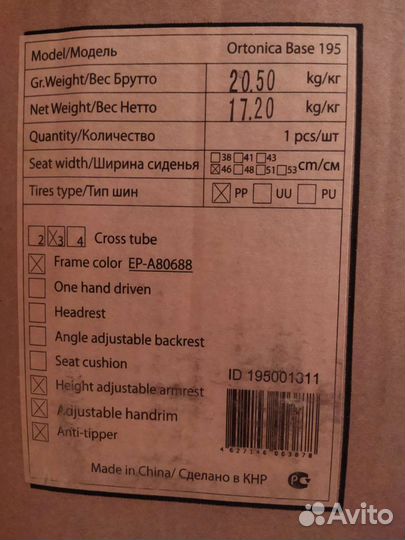 Model/Модель Ortonica Base 195
Gr.Weight/Вес Брутто 20.50 kg/кг
Net Weight/Вес Нетто 17.20 kg/кг
Quantity/Количество 1 pcs/шт
Seat width/Ширина сиденья 38 41 43
46 48 51 53 cm/см
Tires type/Тип шин PP UU PU
2 3 4 Cross tube
Frame color EP-A80688
One hand driven
Headrest
Angle adjustable backrest
Seat cushion
ID 195001311
Height adjustable armrest
Adjustable handrim
Anti-tipper
Made in China/ Сделано в КНР
Avito